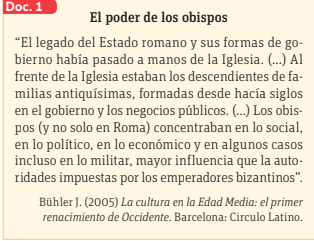 Doc. 1
El poder de los obispos
“El legado del Estado romano y sus formas de go-
bierno había pasado a manos de la Iglesia. (...) Al
frente de la Iglesia estaban los descendientes de fa-
milias antiquísimas, formadas desde hacía siglos
en el gobierno y los negocios públicos. (...) Los obis-
pos (y no solo en Roma) concentraban en lo social,
en lo político, en lo económico y en algunos casos
incluso en lo militar, mayor influencia que la auto-
ridades impuestas por los emperadores bizantinos”.
Bühler J. (2005) La cultura en la Edad Media: el primer
renacimiento de Occidente. Barcelona: Circulo Latino.